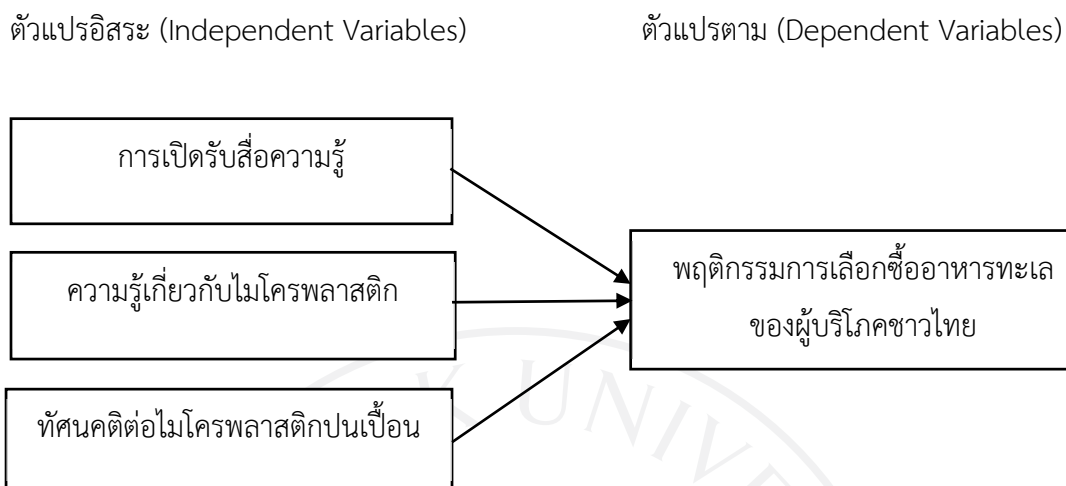 ตัวแปรอิสระ (Independent Variables)
ตัวแปรตาม (Dependent Variables)
การเปิดรับสื่อความรู้
ความรู้เกี่ยวกับไมโครพลาสติก
ทัศนคติต่อไมโครพลาสติกปนเปื้อน
พฤติกรรมการเลือกซื้ออาหารทะเล
ของผู้บริโภคชาวไทย